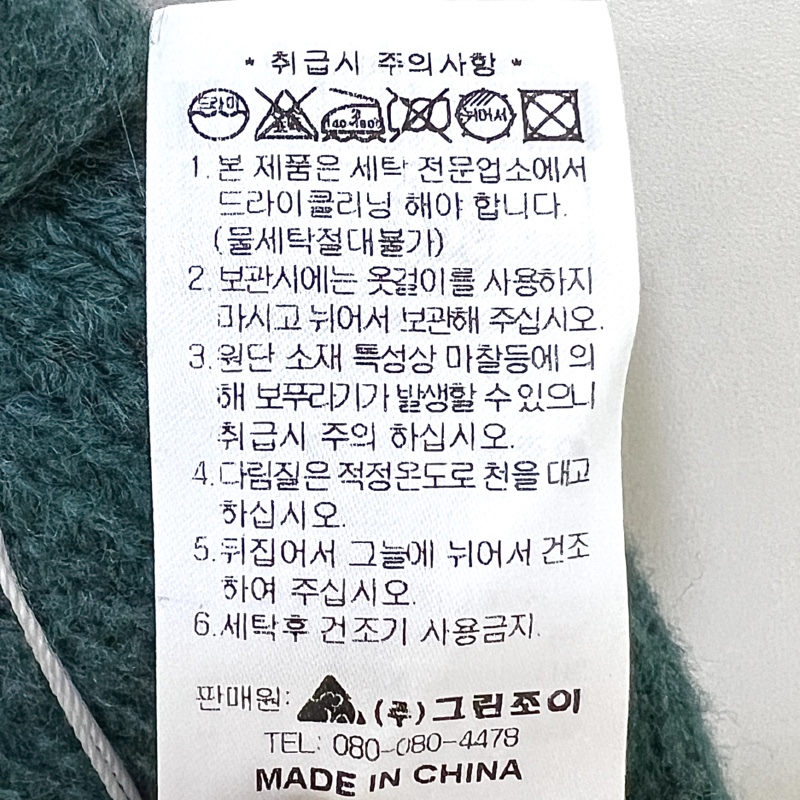 * 취급시 주의사항 *
드라이 표백 140~160℃ 뉘어서
1. 본 제품은 세탁 전문업소에서
드라이클리닝 해야 합니다.
(물세탁절대불가)
2. 보관시에는 옷걸이를 사용하지
마시고 뉘어서 보관해 주십시오.
3. 원단 소재 특성상 마찰등에 의
해 보푸라기가 발생할 수 있으니
취급시 주의 하십시오.
4. 다림질은 적정온도로 천을 대고
하십시오.
5. 뒤집어서 그늘에 뉘어서 건조
하여 주십시오.
6. 세탁후 건조기 사용금지.
판매원: (주)그림조이
TEL: 080-080-4478
MADE IN CHINA